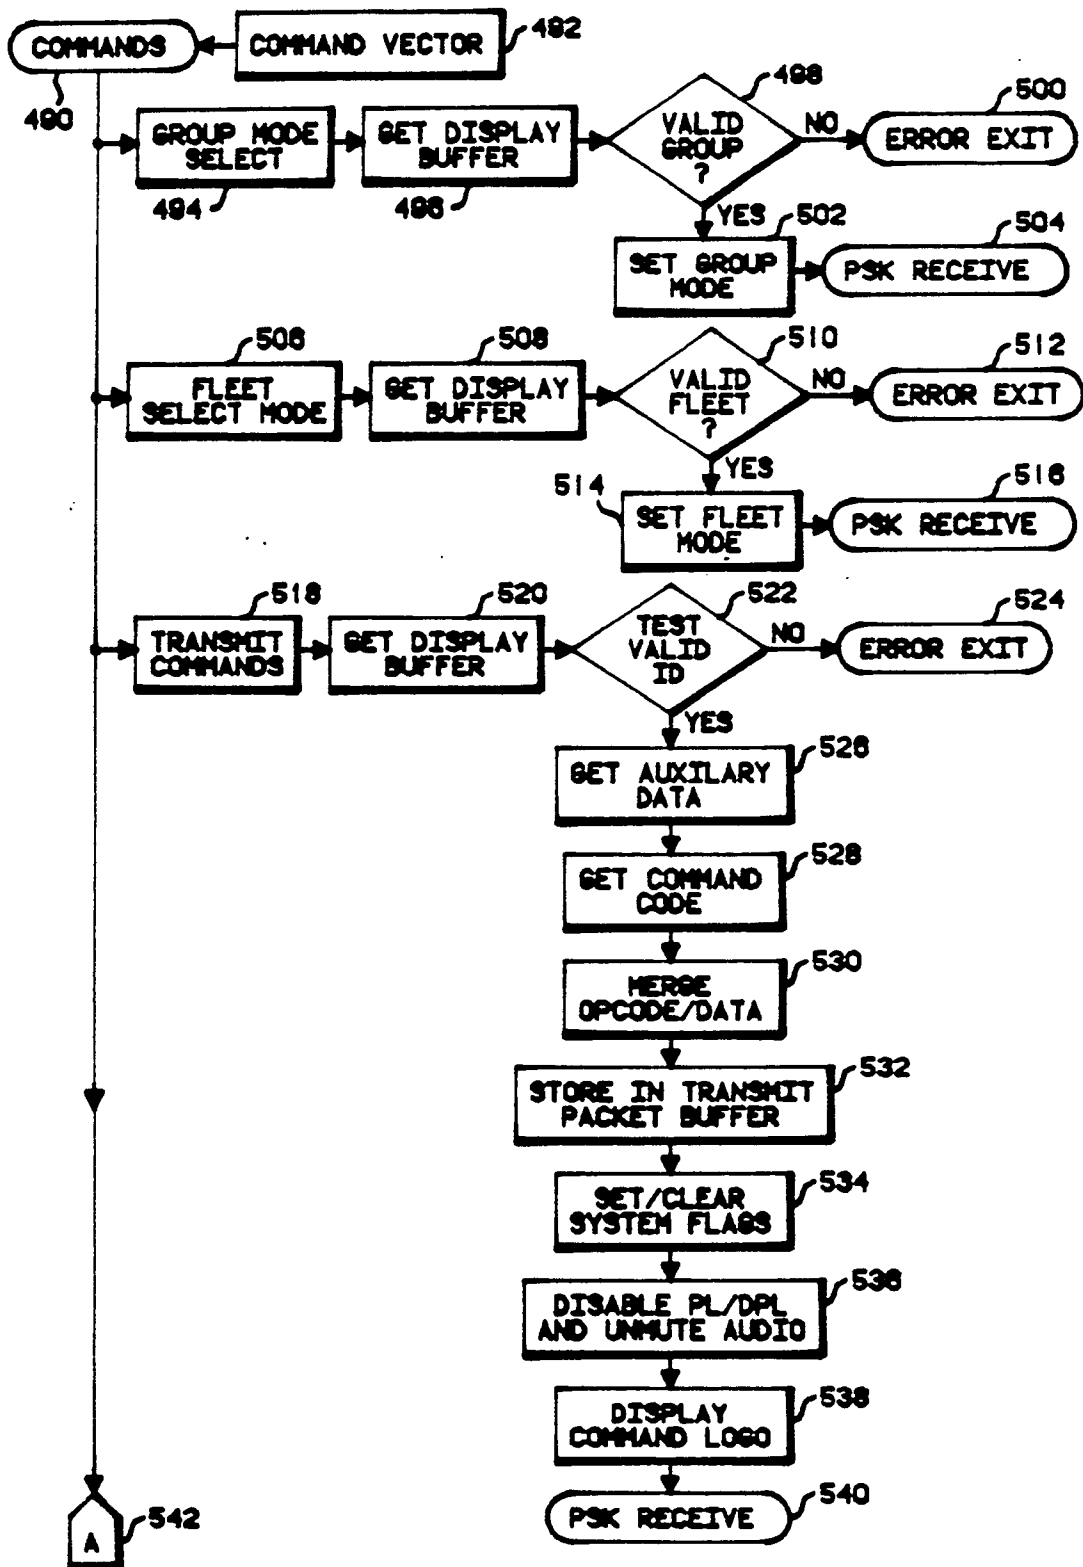 COMMANDS
COMMAND VECTOR
492
490
GROUP MODE
SELECT
494
GET DISPLAY
BUFFER
496
VALID
GROUP
?
498
NO
ERROR EXIT
500
YES
502
SET GROUP
MODE
504
PSK RECEIVE
506
FLEET
SELECT MODE
508
GET DISPLAY
BUFFER
510
VALID
FLEET
?
NO
512
ERROR EXIT
YES
514
SET FLEET
MODE
516
PSK RECEIVE
518
TRANSMIT
COMMANDS
520
GET DISPLAY
BUFFER
522
TEST
VALID
ID
NO
524
ERROR EXIT
YES
GET AUXILARY
DATA
526
GET COMMAND
CODE
528
MERGE
OPCODE/DATA
530
STORE IN TRANSMIT
PACKET BUFFER
532
SET/CLEAR
SYSTEM FLAGS
534
DISABLE PL/DPL
AND UNMUTE AUDIO
536
DISPLAY
COMMAND LOGO
538
PSK RECEIVE
540
A
542